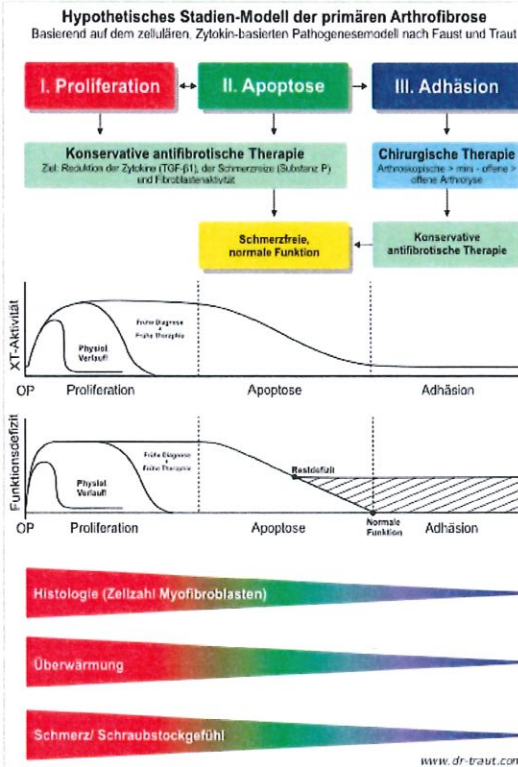 Hypothetisches Stadien-Modell der primären Arthrofibrose
Basierend auf dem zellulären, Zytokin-basierten Pathogenesemodell nach Faust und Traut
I. Proliferation
II. Apoptose
III. Adhäsion
Konservative antifibrotische Therapie
Ziel: Reduktion der Zytokine (TGF-β1), der Schmerzreize (Substanz P)
und Fibroblastenaktivität
Chirurgische Therapie
Arthroskopische > mini - offene >
offene Arthrolyse
Schmerzfreie,
normale Funktion
Konservative
antifibrotische Therapie
XT-Aktivität
Physiol.
Verlauf!
Frühe Diagnose
+
Frühe Theraphie
OP
Proliferation
Apoptose
Adhäsion
Funktionsdefizit
Physiol.
Verlauf!
Frühe Diagnose
+
Frühe Theraphie
Restdefizit
OP
Proliferation
Apoptose
Normale
Funktion
Adhäsion
Histologie (Zellzahl Myofibroblasten)
Überwärmung
Schmerz/ Schraubstockgefühl
www.dr-traut.com